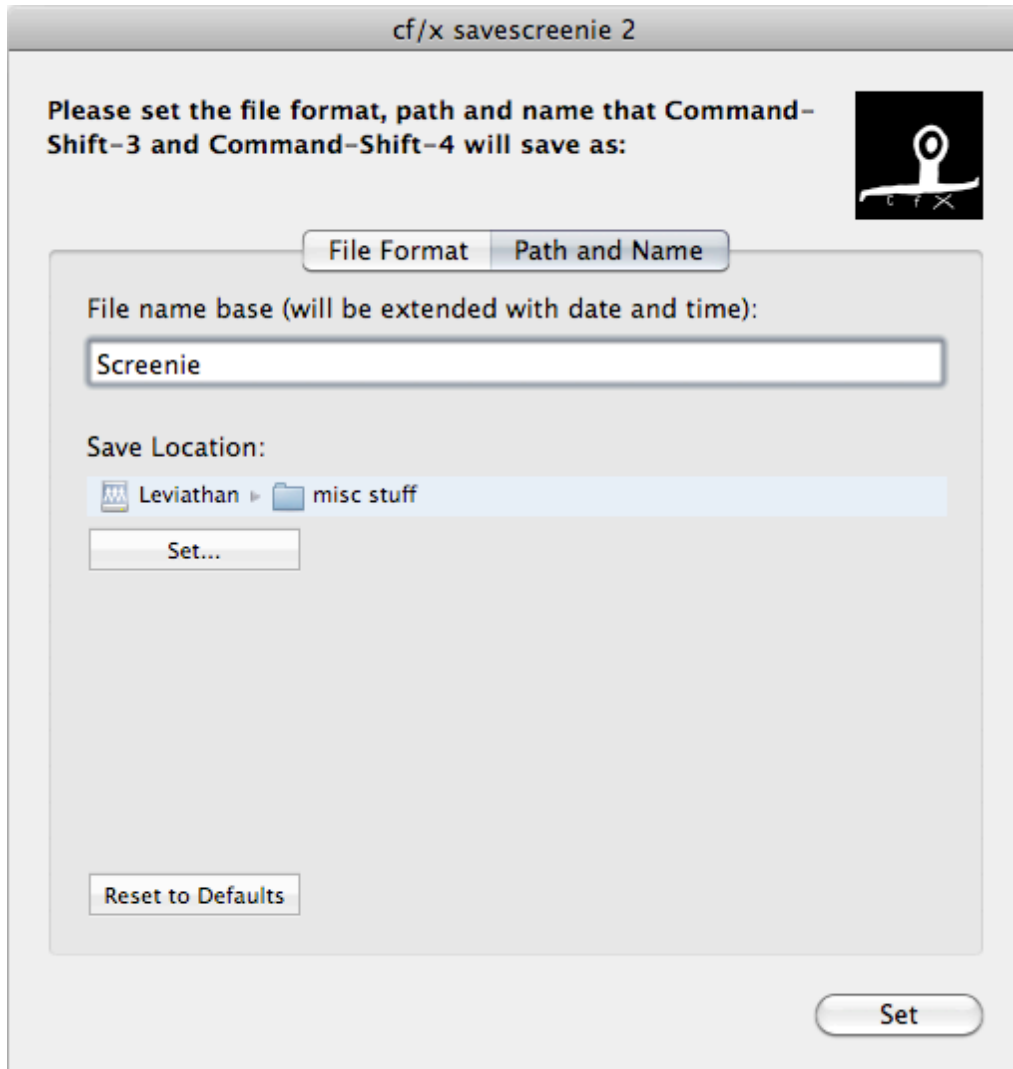 cf/x savescreenie 2
Please set the file format, path and name that Command-
Shift-3 and Command-Shift-4 will save as:
c f X
File Format Path and Name
File name base (will be extended with date and time):
Screenie
Save Location:
Leviathan misc stuff
Set...
Reset to Defaults
Set